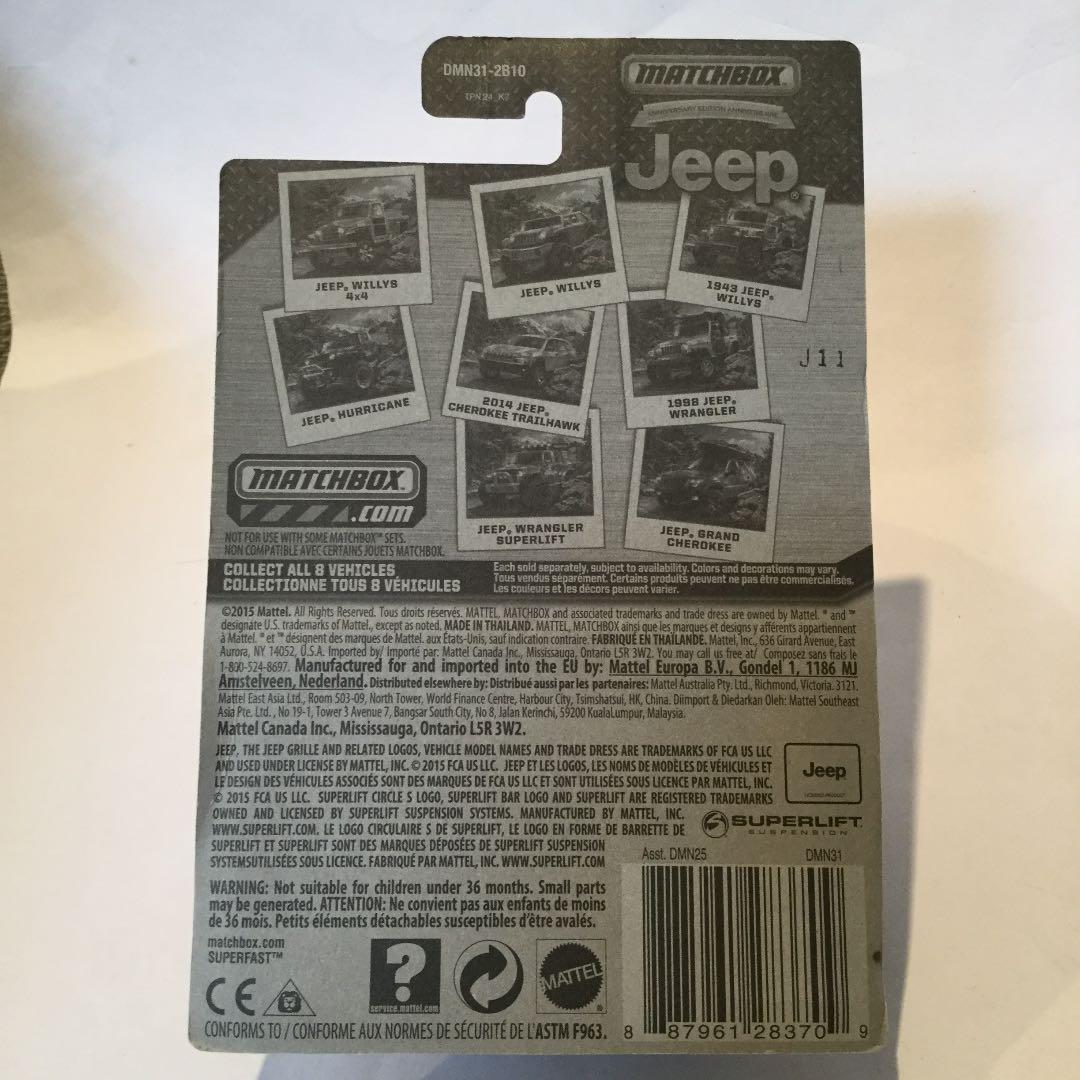 DMN31-2B10
MATCHBOX
ANNIVERSARY EDITION ANNIVERSAIRE
Jeep®
JEEP® WILLYS
4x4
JEEP® WILLYS
1943 JEEP®
WILLYS
J11
JEEP® HURRICANE
2014 JEEP®
CHEROKEE TRAILHAWK
1998 JEEP®
WRANGLER
JEEP® WRANGLER
SUPERLIFT
JEEP® GRAND
CHEROKEE
MATCHBOX
.COM
NOT FOR USE WITH SOME MATCHBOX™ SETS.
NON COMPATIBLE AVEC CERTAINS JOUETS MATCHBOX.
COLLECT ALL 8 VEHICLES
COLLECTIONNE TOUS 8 VÉHICULES
Each sold separately, subject to availability. Colors and decorations may vary.
Tous vendus séparément. Certains produits peuvent ne pas être commercialisés.
Les couleurs et les décors peuvent varier.
©2015 Mattel. All Rights Reserved. Tous droits réservés. MATTEL, MATCHBOX and associated trademarks and trade dress are owned by Mattel. ® and ™
designate U.S. trademarks of Mattel, except as noted. MADE IN THAILAND. MATTEL, MATCHBOX ainsi que les marques et designs y afférents appartiennent
à Mattel. ® et ™ désignent des marques de Mattel. aux États-Unis, sauf indication contraire. FABRIQUÉ EN THAÏLANDE. Mattel, Inc., 636 Girard Avenue, East
Aurora, NY 14052, U.S.A. Imported by/ Importé par: Mattel Canada Inc., Mississauga, Ontario L5R 3W2. You may call us free at/ Composez sans frais le
1-800-524-8697. Manufactured for and imported into the EU by: Mattel Europa B.V., Gondel 1, 1186 MJ
Amstelveen, Nederland. Distributed elsewhere by: Distribué aussi par les partenaires: Mattel Australia Pty. Ltd., Richmond, Victoria. 3121.
Mattel East Asia Ltd., Room 503-09, North Tower, World Finance Centre, Harbour City, Tsimshatsui, HK, China. Diimport & Diedarkan Oleh: Mattel Southeast
Asia Pte. Ltd. , No 19-1, Tower 3 Avenue 7, Bangsar South City, No 8, Jalan Kerinchi, 59200 KualaLumpur, Malaysia.
Mattel Canada Inc., Mississauga, Ontario L5R 3W2.
JEEP. THE JEEP GRILLE AND RELATED LOGOS, VEHICLE MODEL NAMES AND TRADE DRESS ARE TRADEMARKS OF FCA US LLC
AND USED UNDER LICENSE BY MATTEL, INC. © 2015 FCA US LLC. JEEP ET LES LOGOS, LES NOMS DE MODÈLES DE VÉHICULES ET
LE DESIGN DES VÉHICULES ASSOCIÉS SONT DES MARQUES DE FCA US LLC ET SONT UTILISÉES SOUS LICENCE PAR MATTEL, INC.
© 2015 FCA US LLC. SUPERLIFT CIRCLE S LOGO, SUPERLIFT BAR LOGO AND SUPERLIFT ARE REGISTERED TRADEMARKS
OWNED AND LICENSED BY SUPERLIFT SUSPENSION SYSTEMS. MANUFACTURED BY MATTEL, INC.
WWW.SUPERLIFT.COM. LE LOGO CIRCULAIRE S DE SUPERLIFT, LE LOGO EN FORME DE BARRETTE DE
SUPERLIFT ET SUPERLIFT SONT DES MARQUES DÉPOSÉES DE SUPERLIFT SUSPENSION
SYSTEMSUTILISÉES SOUS LICENCE. FABRIQUÉ PAR MATTEL, INC. WWW.SUPERLIFT.COM
Jeep
LICENSED PRODUCT
SUPERLIFT
SUSPENSION
WARNING: Not suitable for children under 36 months. Small parts
may be generated. ATTENTION: Ne convient pas aux enfants de moins
de 36 mois. Petits éléments détachables susceptibles d'être avalés.
matchbox.com
SUPERFAST™
CE
?
service.mattel.com
MATTEL®
CONFORMS TO / CONFORME AUX NORMES DE SÉCURITÉ DE L'ASTM F963.
Asst. DMN25 DMN31
8 87961 28370 9